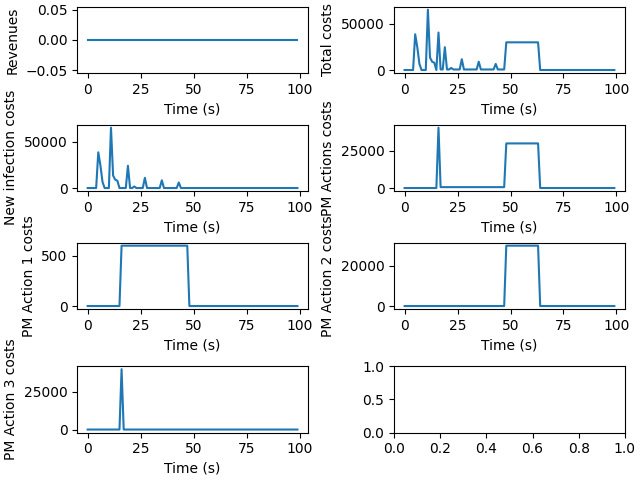 Revenues
0.05
0.00
−0.05
0 25 50 75 100
Time (s)
Total costs
50000
0
0 25 50 75 100
Time (s)
New infection costs
50000
0
0 25 50 75 100
Time (s)
PM Actions costs
25000
0
0 25 50 75 100
Time (s)
PM Action 1 costs
500
0
0 25 50 75 100
Time (s)
PM Action 2 costs
20000
0
0 25 50 75 100
Time (s)
PM Action 3 costs
25000
0
0 25 50 75 100
Time (s)
1.0
0.5
0.0
0.0 0.2 0.4 0.6 0.8 1.0